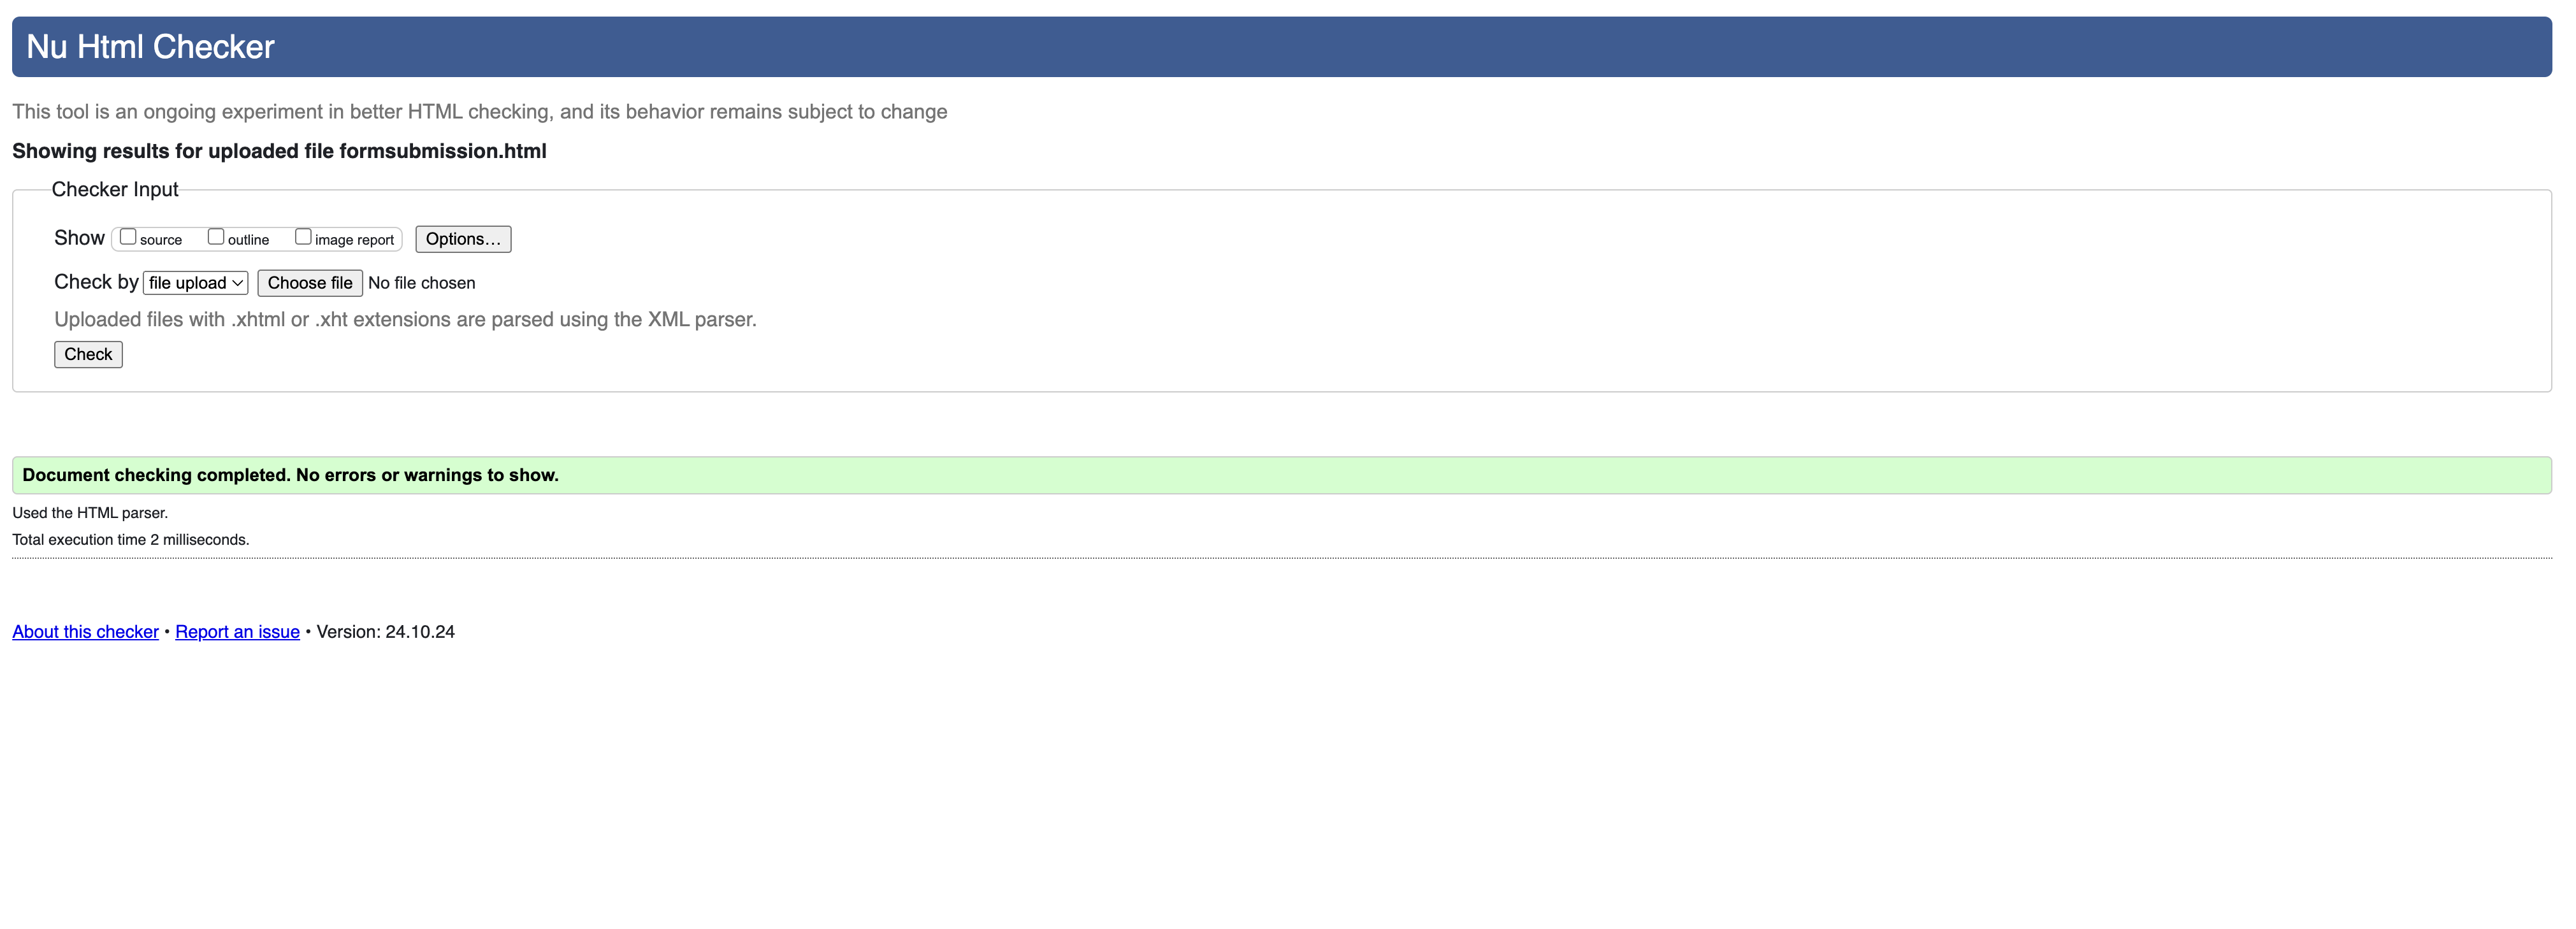 Nu Html Checker
This tool is an ongoing experiment in better HTML checking, and its behavior remains subject to change
Showing results for uploaded file formsubmission.html
Checker Input
Show source outline image report Options…
Check by file upload Choose file No file chosen
Uploaded files with .xhtml or .xht extensions are parsed using the XML parser.
Check
Document checking completed. No errors or warnings to show.
Used the HTML parser.
Total execution time 2 milliseconds.
About this checker • Report an issue • Version: 24.10.24